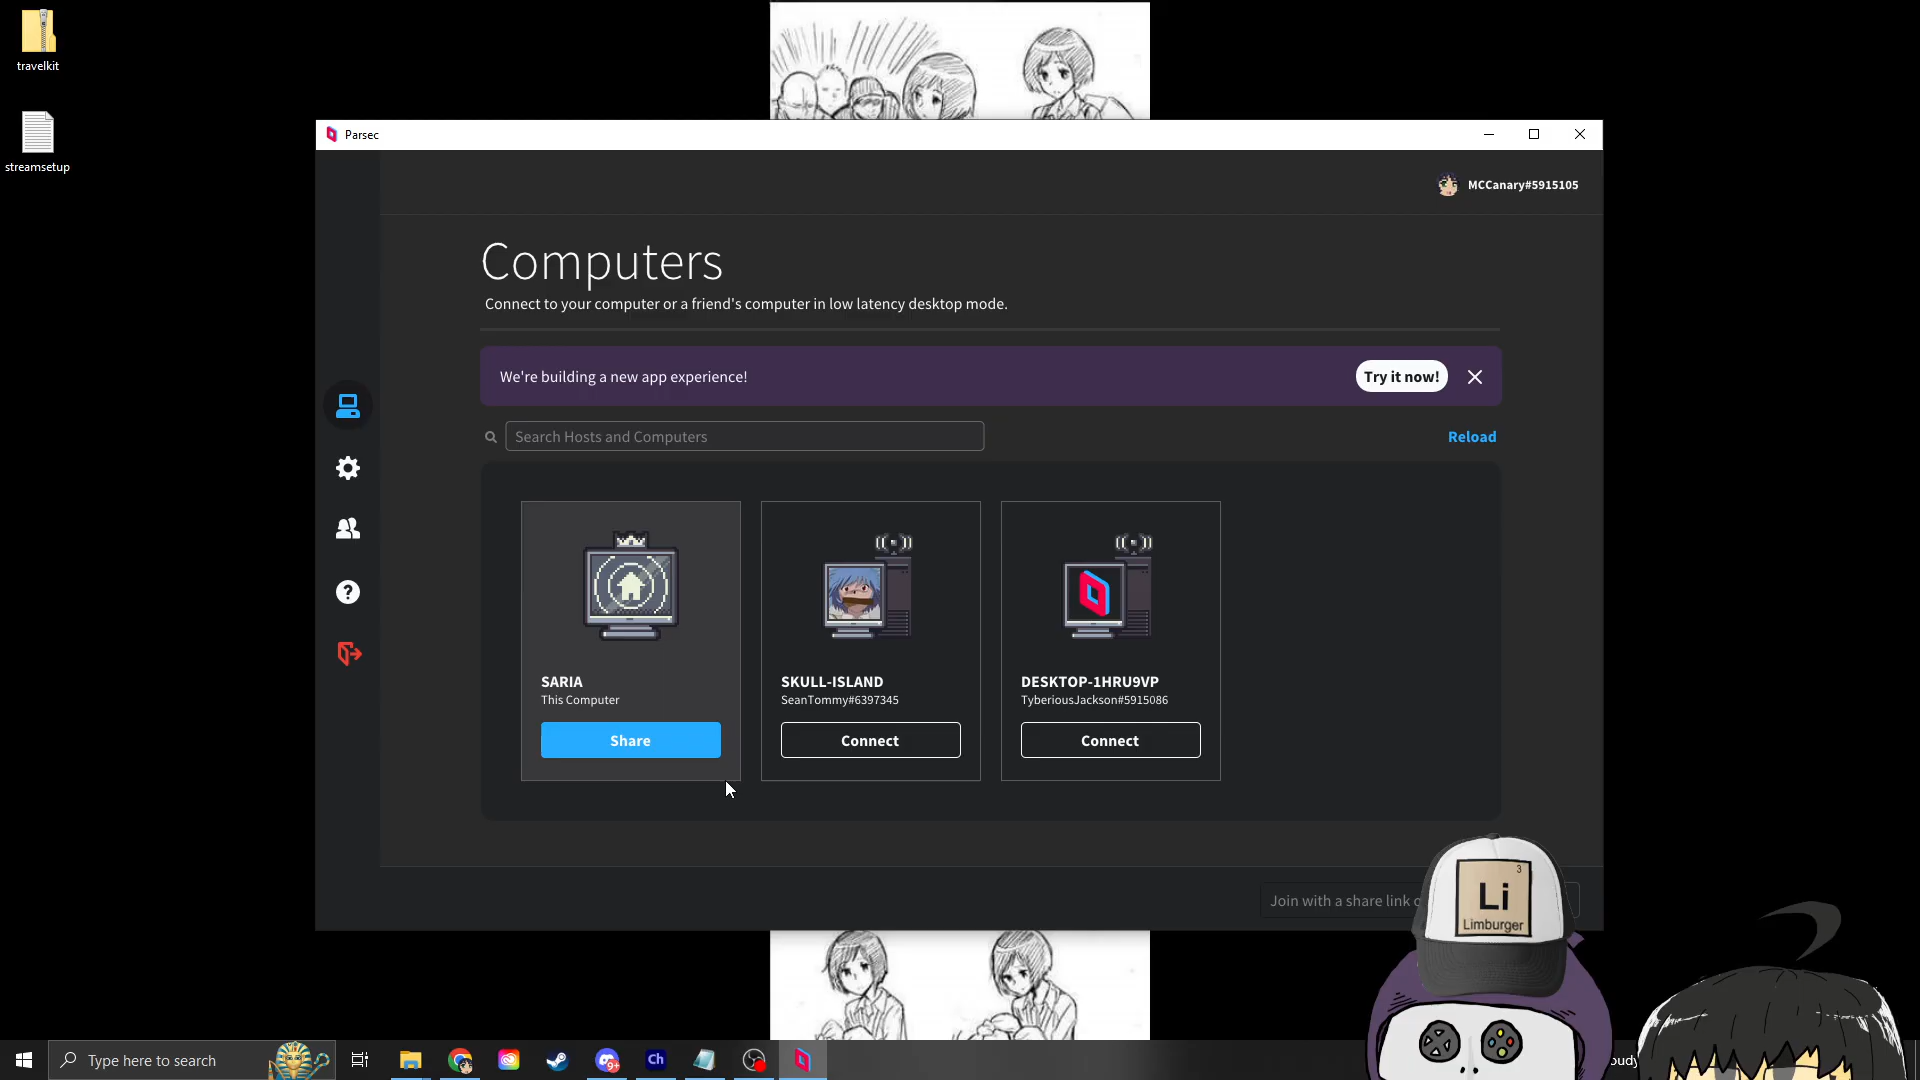 travelkit
streamsetup
Parsec
MCCanary#5915105
Computers
Connect to your computer or a friend's computer in low latency desktop mode.
We're building a new app experience!
Try it now!
Search Hosts and Computers
Reload
SARIA
This Computer
Share
SKULL-ISLAND
SeanTommy#6397345
Connect
DESKTOP-1HRU9VP
TyberiousJackson#5915086
Connect
Join with a share link
3
Li
Limburger
Type here to search
9+
Ch